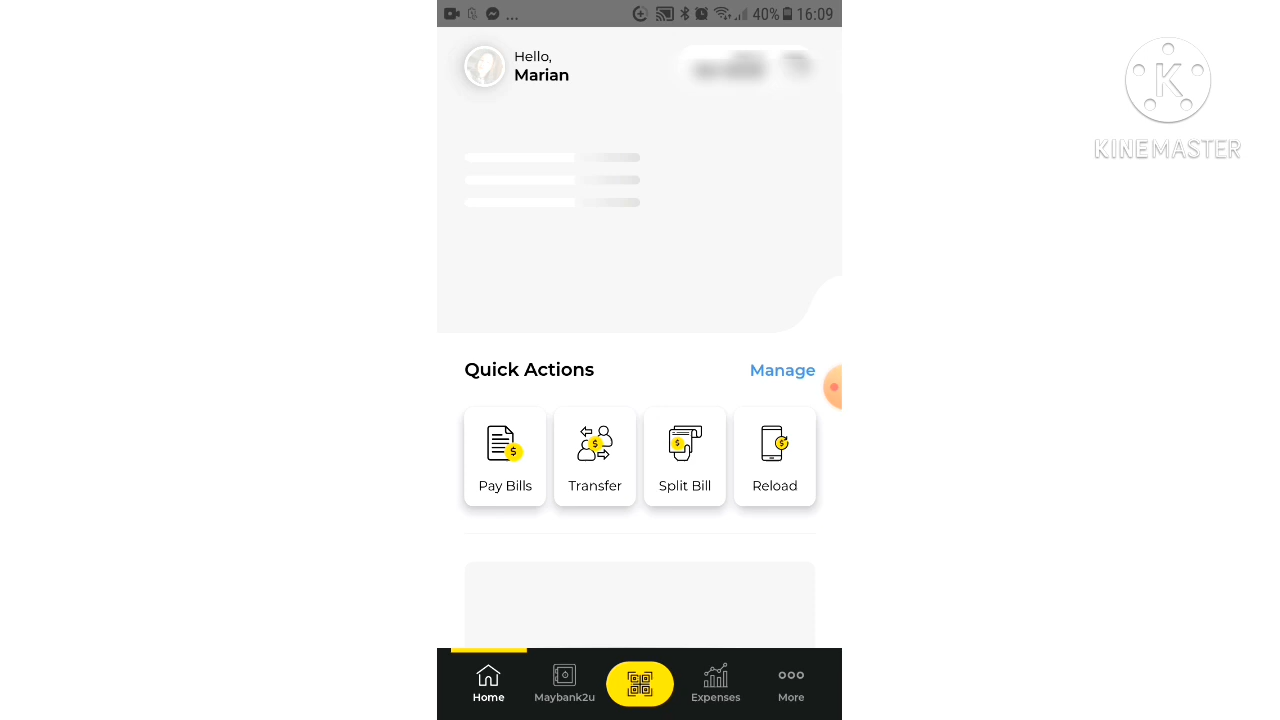 ... 40% 16:09
Hello,
Marian
KINEMASTER
Quick Actions Manage
Pay Bills Transfer Split Bill Reload
Home Maybank2u Expenses More